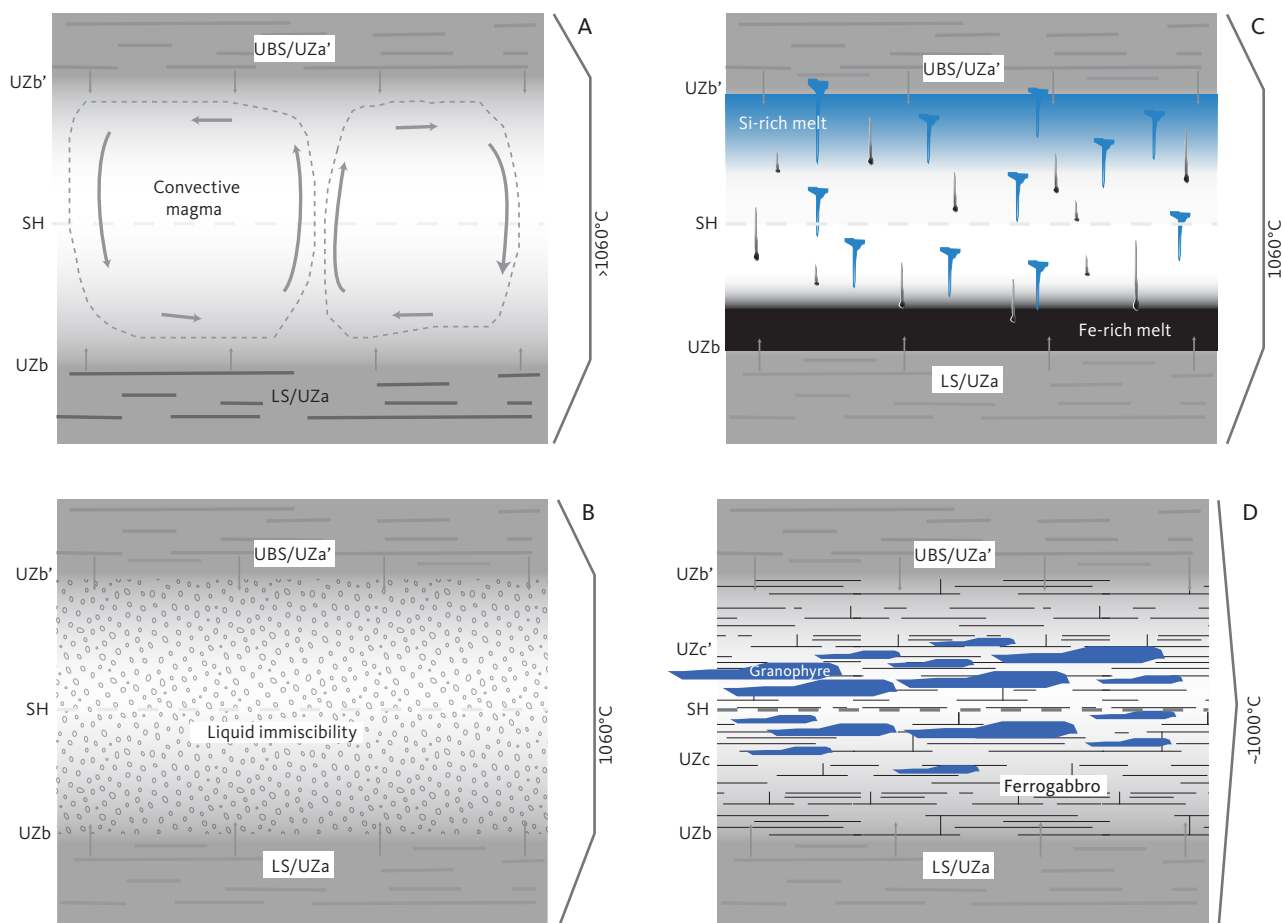 A
UBS/UZa'
UZb'
Convective
magma
SH
>1060°C
UZb
LS/UZa
C
UBS/UZa'
UZb'
Si-rich melt
SH
1060°C
Fe-rich melt
UZb
LS/UZa
B
UBS/UZa'
UZb'
SH
Liquid immiscibility
1060°C
UZb
LS/UZa
D
UBS/UZa'
UZb'
UZc'
Granophyre
SH
~1000°C
UZc
Ferrogabbro
UZb
LS/UZa